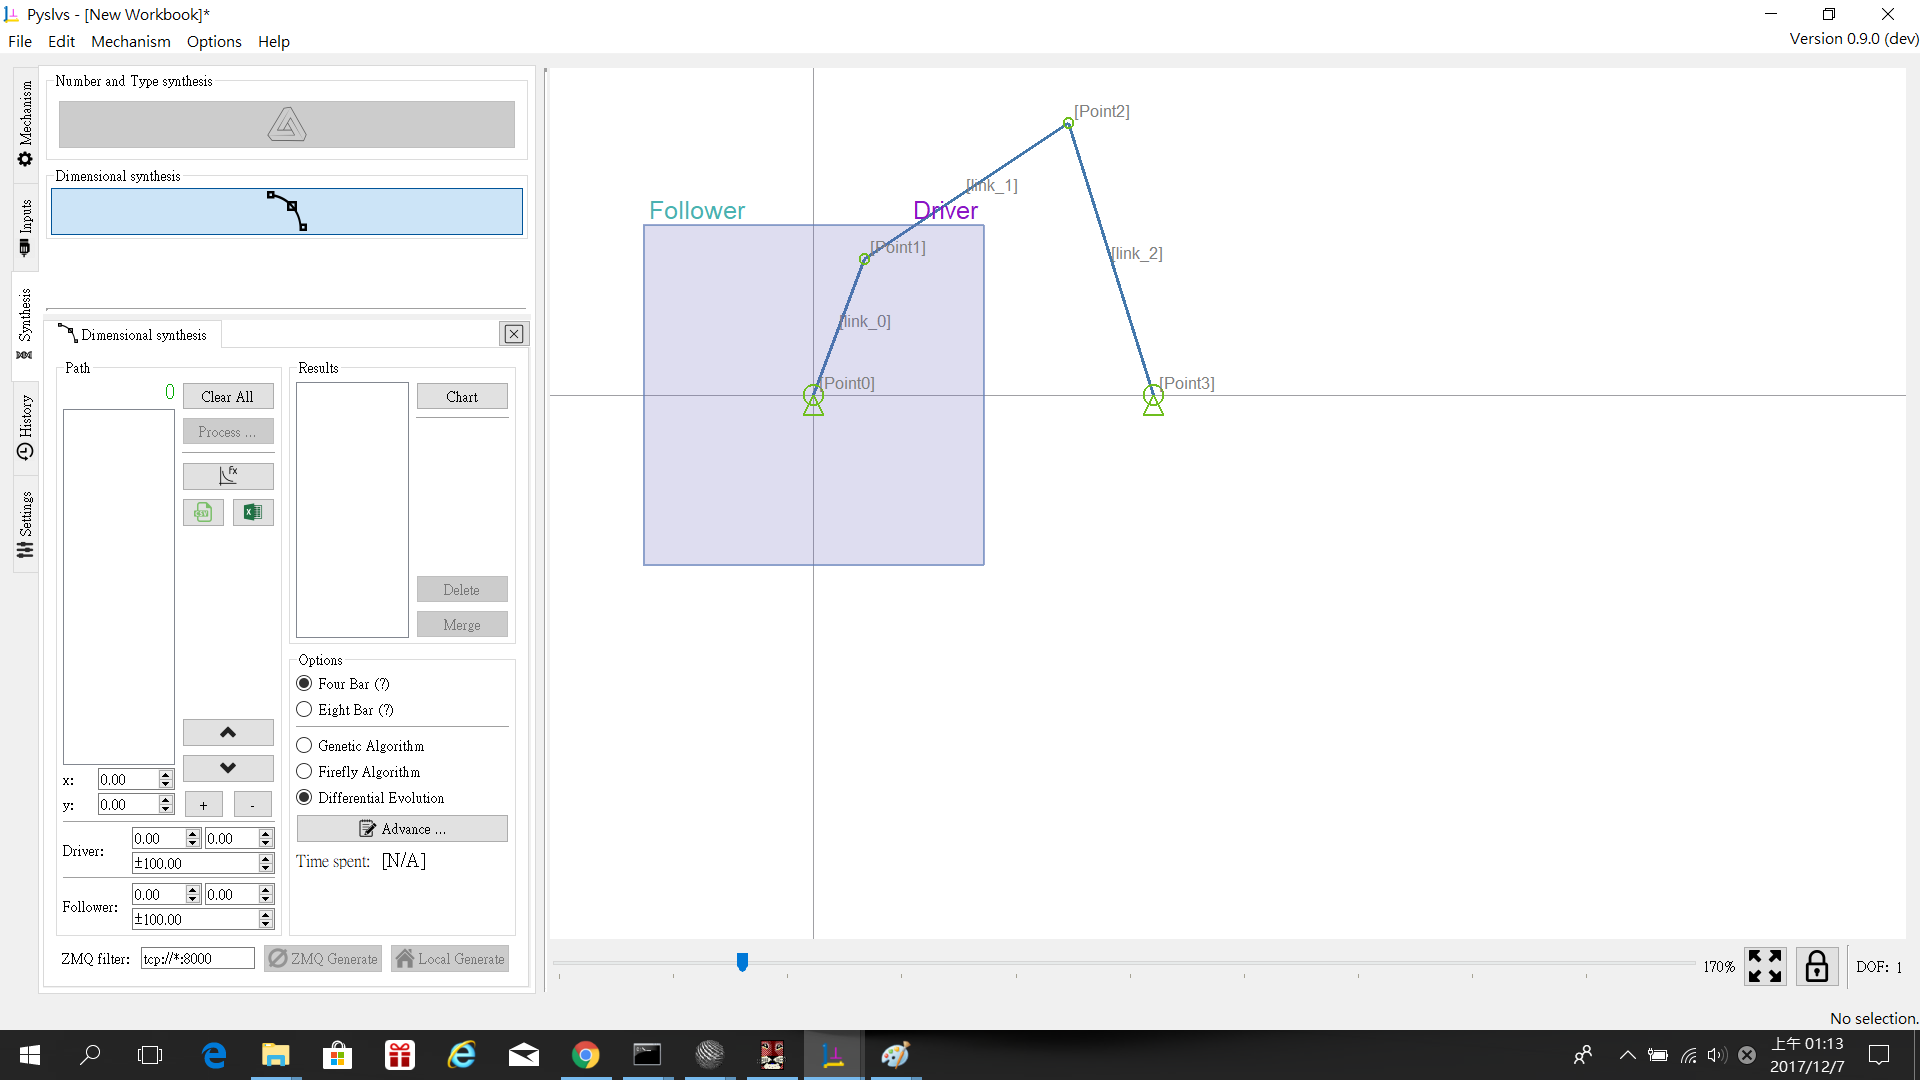 Pyslvs - [New Workbook]*
File Edit Mechanism Options Help
Version 0.9.0 (dev)
Mechanism
Inputs
Synthesis
History
Settings
Number and Type synthesis
Dimensional synthesis
Dimensional synthesis
Path
0
Clear All
Process ...
fx
CSV
x: 0.00
y: 0.00
+ -
Driver: 0.00 0.00
±100.00
Follower: 0.00 0.00
±100.00
Results
Chart
Delete
Merge
Options
Four Bar (?)
Eight Bar (?)
Genetic Algorithm
Firefly Algorithm
Differential Evolution
Advance ...
Time spent: [N/A]
ZMQ filter: tcp://*:8000 ZMQ Generate Local Generate
[Point2]
[link_1]
Follower Driver
[Point1]
[link_2]
[link_0]
[Point0] [Point3]
170% DOF: 1
No selection.
上午 01:13
2017/12/7